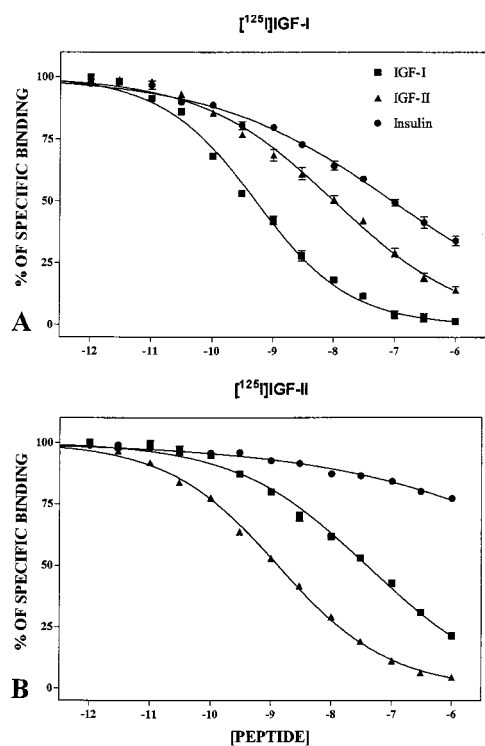 [¹²⁵I]IGF-I
% OF SPECIFIC BINDING
100
75
50
25
0
IGF-I
IGF-II
Insulin
A
-12 -11 -10 -9 -8 -7 -6
[¹²⁵I]IGF-II
% OF SPECIFIC BINDING
100
75
50
25
0
B
-12 -11 -10 -9 -8 -7 -6
[PEPTIDE]